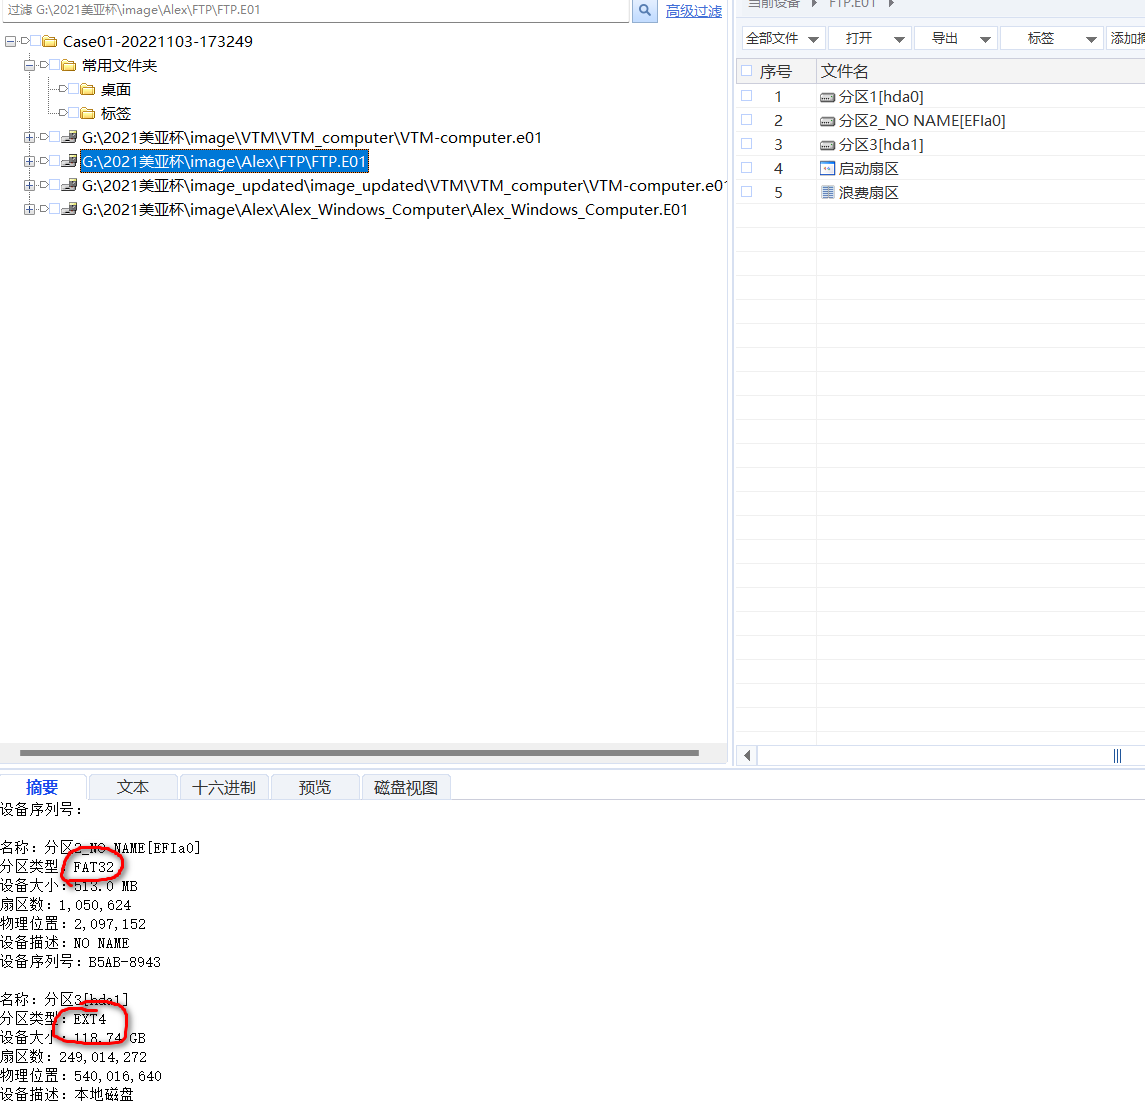 过滤 G:\2021美亚杯\image\Alex\FTP\FTP.E01
高级过滤
Case01-20221103-173249
常用文件夹
桌面
标签
G:\2021美亚杯\image\VTM\VTM_computer\VTM-computer.e01
G:\2021美亚杯\image\Alex\FTP\FTP.E01
G:\2021美亚杯\image_updated\image_updated\VTM\VTM_computer\VTM-computer.e01
G:\2021美亚杯\image\Alex\Alex_Windows_Computer\Alex_Windows_Computer.E01
当前设备 FTP.E01
全部文件 打开 导出 标签 添加摘
序号 文件名
1 分区1[hda0]
2 分区2_NO NAME[EFIa0]
3 分区3[hda1]
4 启动扇区
5 浪费扇区
摘要 文本 十六进制 预览 磁盘视图
设备序列号：
名称：分区2_NO NAME[EFIa0]
分区类型：FAT32
设备大小：513.0 MB
扇区数：1,050,624
物理位置：2,097,152
设备描述：NO NAME
设备序列号：B5AB-8943
名称：分区3[hda1]
分区类型：EXT4
设备大小：118.74 GB
扇区数：249,014,272
物理位置：540,016,640
设备描述：本地磁盘